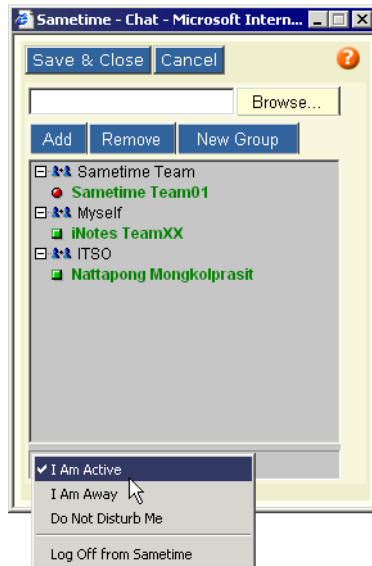 Sametime - Chat - Microsoft Intern...
Save & Close Cancel
Browse...
Add Remove New Group
Sametime Team
Sametime Team01
Myself
iNotes TeamXX
ITSO
Nattapong Mongkolprasit
I Am Active
I Am Away
Do Not Disturb Me
Log Off from Sametime